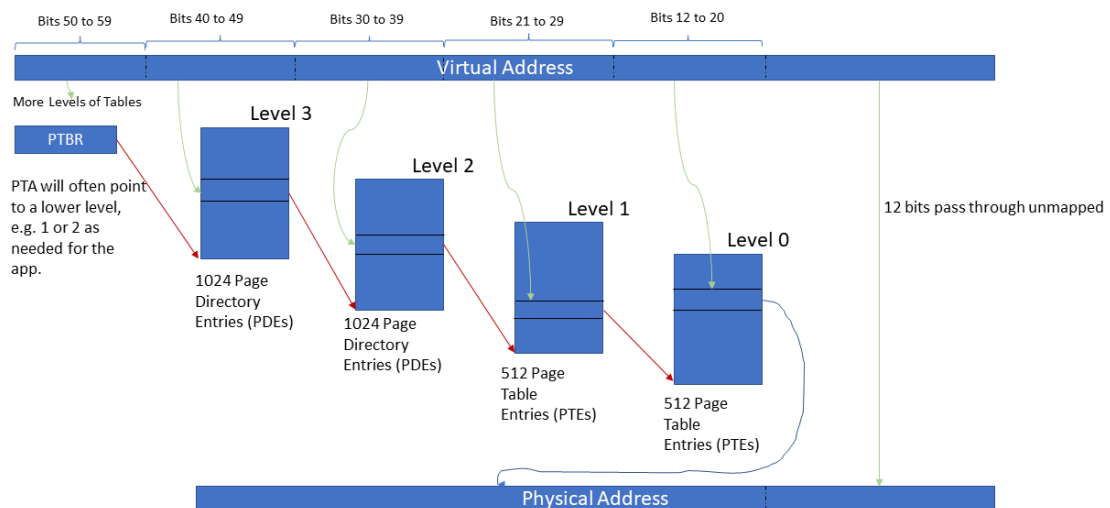 Bits 50 to 59
Bits 40 to 49
Bits 30 to 39
Bits 21 to 29
Bits 12 to 20
Virtual Address
More Levels of Tables
PTBR
PTA will often point
to a lower level,
e.g. 1 or 2 as
needed for the
app.
Level 3
1024 Page
Directory
Entries (PDEs)
Level 2
1024 Page
Directory
Entries (PDEs)
Level 1
512 Page
Table
Entries (PTEs)
Level 0
512 Page
Table
Entries (PTEs)
12 bits pass through unmapped
Physical Address